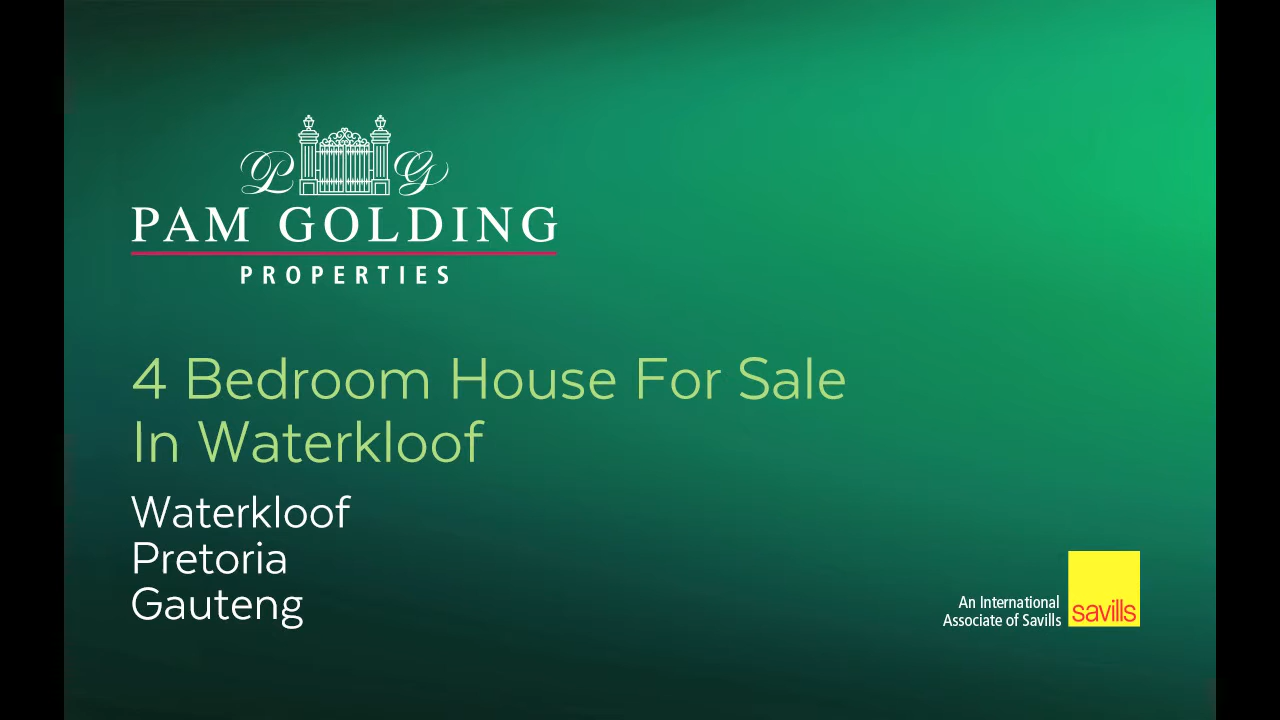 P G
PAM GOLDING
PROPERTIES
4 Bedroom House For Sale
In Waterkloof
Waterkloof
Pretoria
Gauteng
An International
Associate of Savills
savills